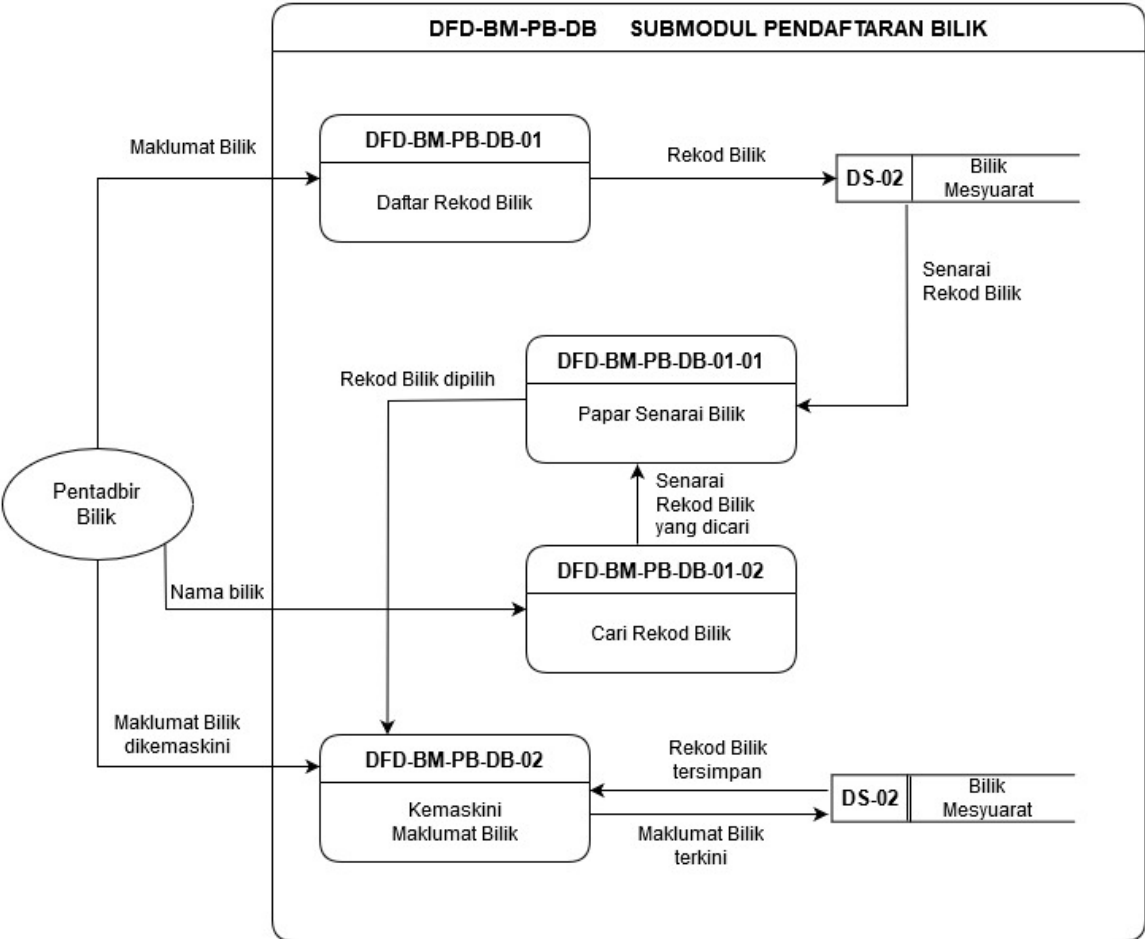 DFD-BM-PB-DB SUBMODUL PENDAFTARAN BILIK
Maklumat Bilik
DFD-BM-PB-DB-01
Daftar Rekod Bilik
Rekod Bilik
DS-02
Bilik
Mesyuarat
Senarai
Rekod Bilik
Rekod Bilik dipilih
DFD-BM-PB-DB-01-01
Papar Senarai Bilik
Senarai
Rekod Bilik
yang dicari
Pentadbir
Bilik
Nama bilik
DFD-BM-PB-DB-01-02
Cari Rekod Bilik
Maklumat Bilik
dikemaskini
DFD-BM-PB-DB-02
Kemaskini
Maklumat Bilik
Rekod Bilik
tersimpan
Maklumat Bilik
terkini
DS-02
Bilik
Mesyuarat